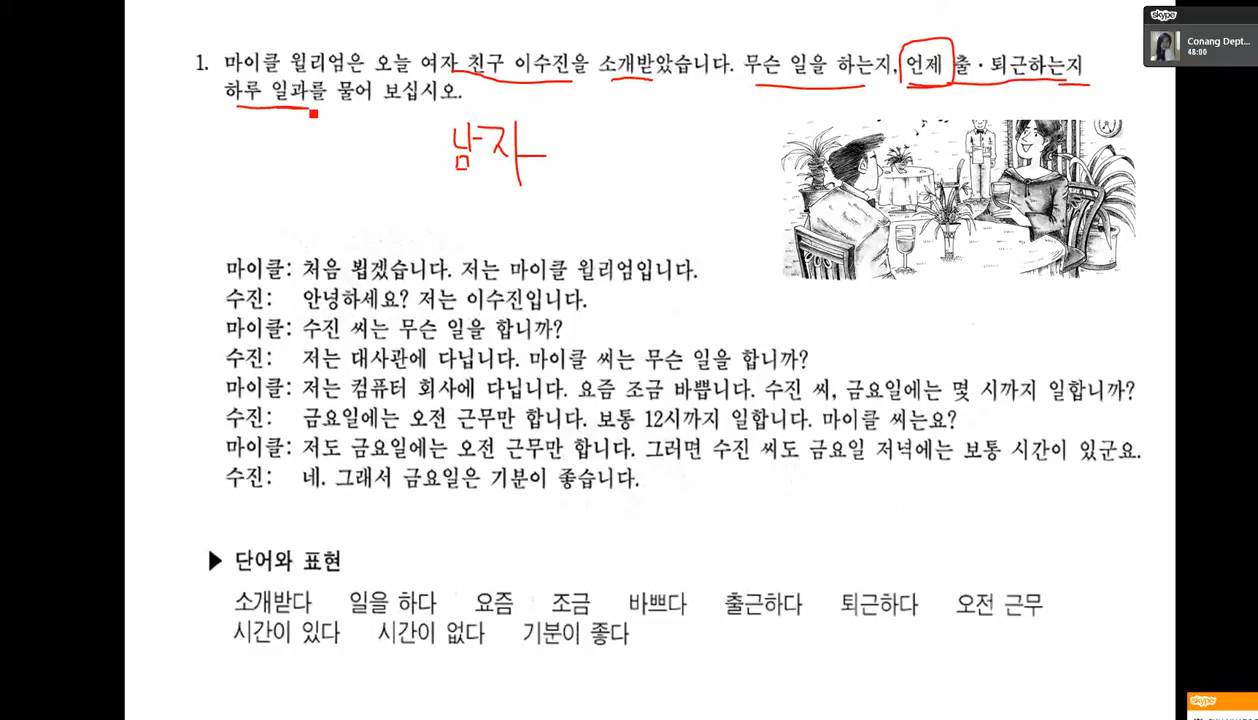 skype
Conang Dept...
48:00
1. 마이클 윌리엄은 오늘 여자 친구 이수진을 소개받았습니다. 무슨 일을 하는지, 언제 출·퇴근하는지
하루 일과를 물어 보십시오.
남자
마이클: 처음 뵙겠습니다. 저는 마이클 윌리엄입니다.
수진: 안녕하세요? 저는 이수진입니다.
마이클: 수진 씨는 무슨 일을 합니까?
수진: 저는 대사관에 다닙니다. 마이클 씨는 무슨 일을 합니까?
마이클: 저는 컴퓨터 회사에 다닙니다. 요즘 조금 바쁩니다. 수진 씨, 금요일에는 몇 시까지 일합니까?
수진: 금요일에는 오전 근무만 합니다. 보통 12시까지 일합니다. 마이클 씨는요?
마이클: 저도 금요일에는 오전 근무만 합니다. 그러면 수진 씨도 금요일 저녁에는 보통 시간이 있군요.
수진: 네. 그래서 금요일은 기분이 좋습니다.
▶ 단어와 표현
소개받다 일을 하다 요즘 조금 바쁘다 출근하다 퇴근하다 오전 근무
시간이 있다 시간이 없다 기분이 좋다
skype